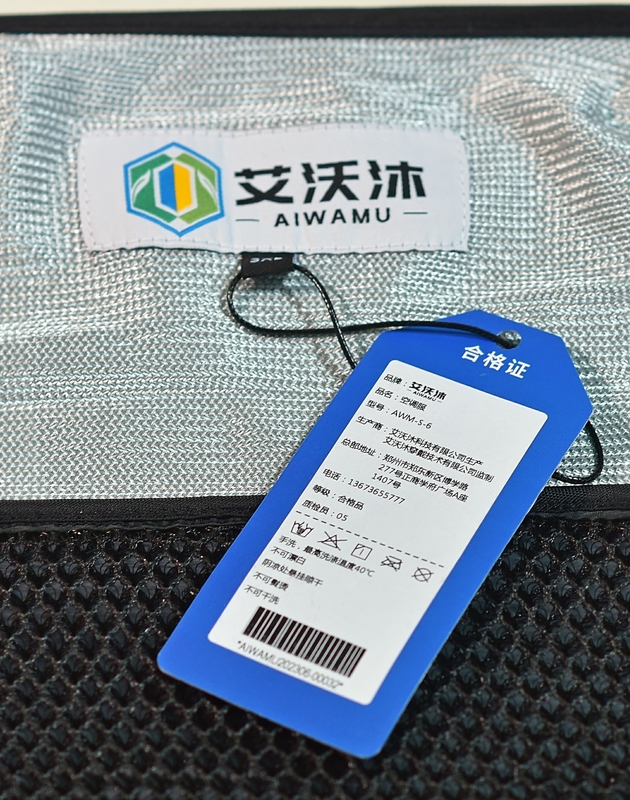 艾沃沐
AIWAMU
合格证
品牌：艾沃沐
AIWAMU
品名：空调服
型号：AWM-S-6
生产商：艾沃沐科技有限公司生产
艾沃沐穿戴技术有限公司监制
总部地址：郑州市郑东新区博学路
277号正商学府广场A座
1407号
电话：13673655777
等级：合格品
质检员：05
手洗，最高洗涤温度40℃
不可漂白
阴凉处悬挂晾干
不可熨烫
不可干洗
*AIWAMU202306-00032*